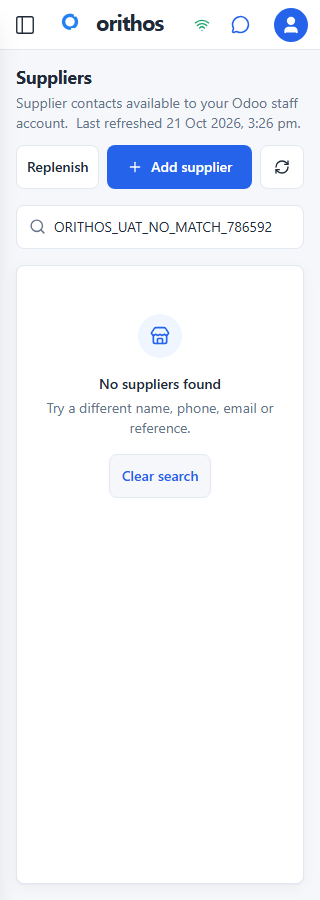 orithos
Suppliers
Supplier contacts available to your Odoo staff
account. Last refreshed 21 Oct 2026, 3:26 pm.
Replenish
Add supplier
ORITHOS_UAT_NO_MATCH_786592
No suppliers found
Try a different name, phone, email or
reference.
Clear search